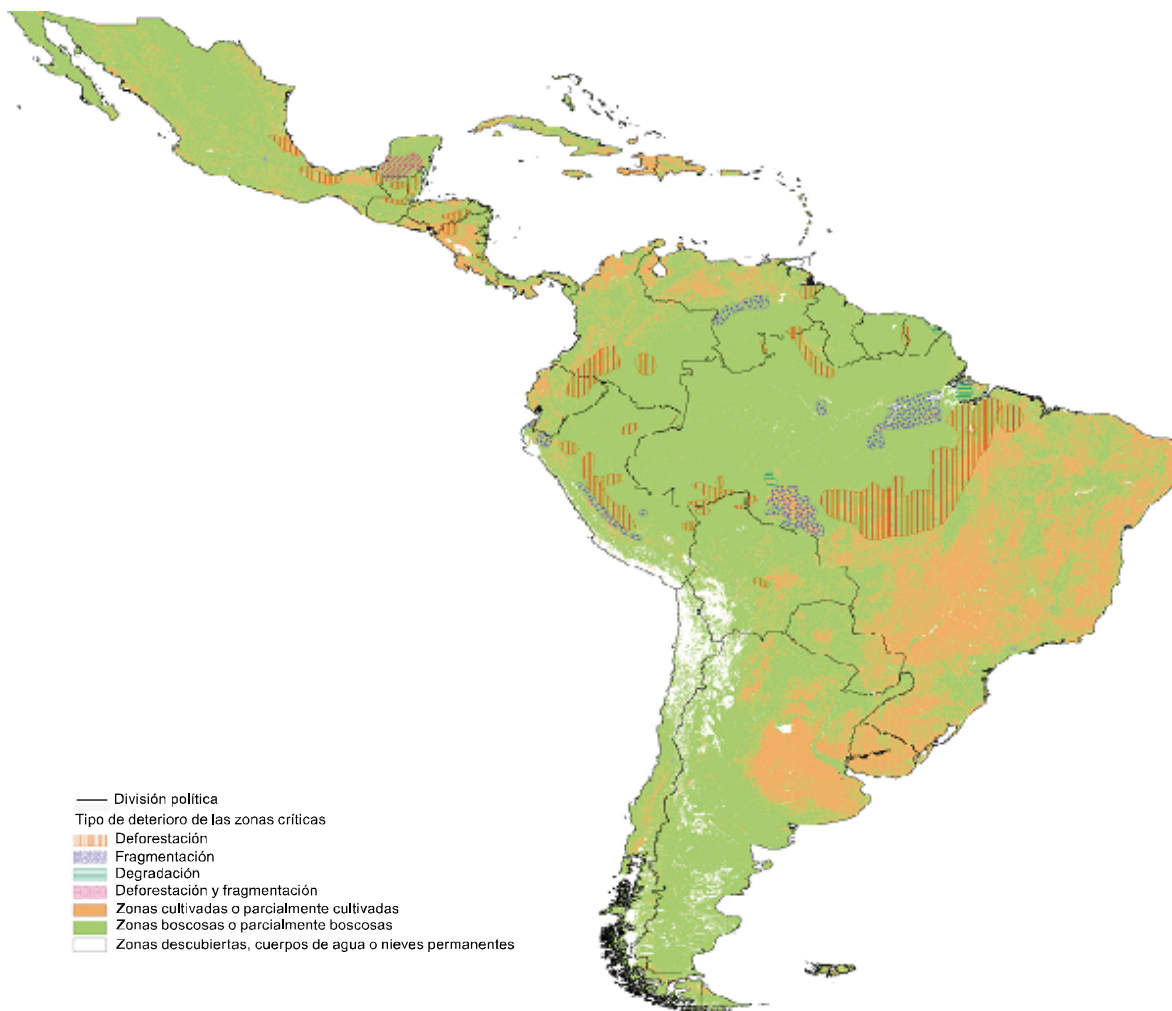 División política
Tipo de deterioro de las zonas críticas
Deforestación
Fragmentación
Degradación
Deforestación y fragmentación
Zonas cultivadas o parcialmente cultivadas
Zonas boscosas o parcialmente boscosas
Zonas descubiertas, cuerpos de agua o nieves permanentes